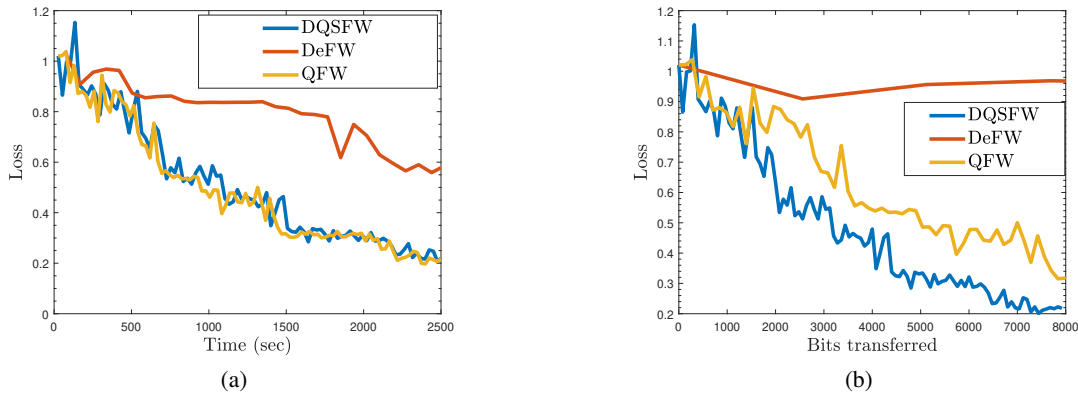 1.2
1
0.8
0.6
0.4
0.2
0
Loss
0 500 1000 1500 2000 2500
Time (sec)
DQSFW
DeFW
QFW
(a)
1.2
1.1
1
0.9
0.8
0.7
0.6
0.5
0.4
0.3
0.2
Loss
0 1000 2000 3000 4000 5000 6000 7000 8000
Bits transferred
DQSFW
DeFW
QFW
(b)